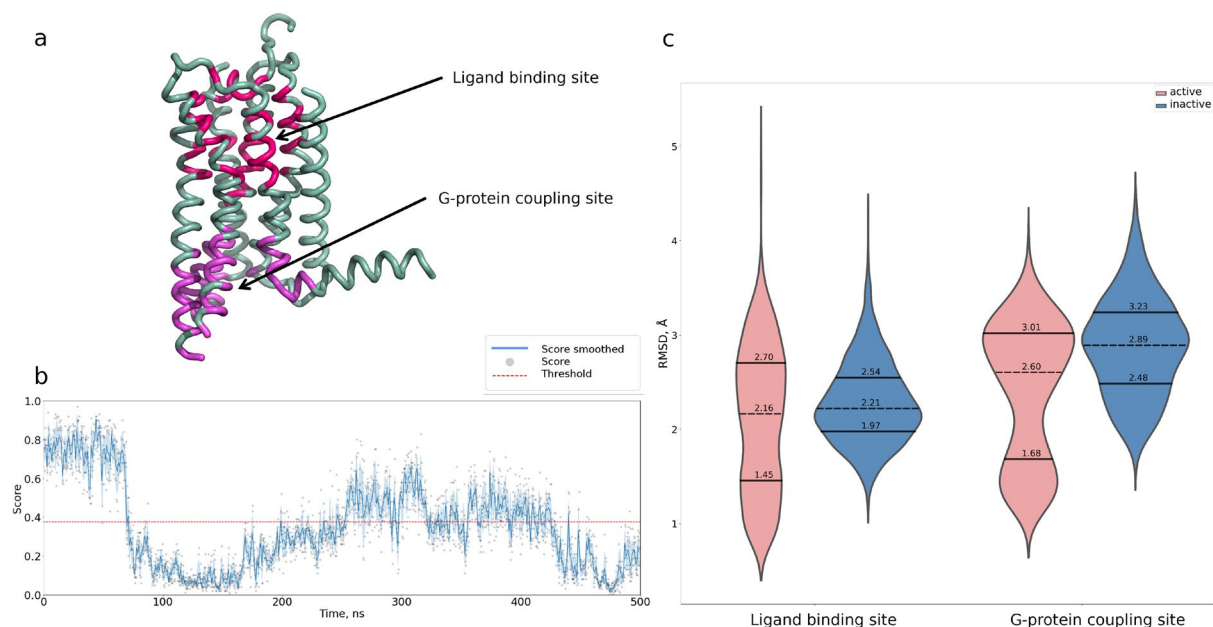 a
Ligand binding site
G-protein coupling site
b
Score smoothed
Score
Threshold
1.0
0.8
0.6
0.4
0.2
0.0
Score
0
100
200
300
400
500
Time, ns
c
active
inactive
5
4
3
2
1
RMSD, Å
2.70
2.16
1.45
2.54
2.21
1.97
3.01
2.60
1.68
3.23
2.89
2.48
Ligand binding site
G-protein coupling site